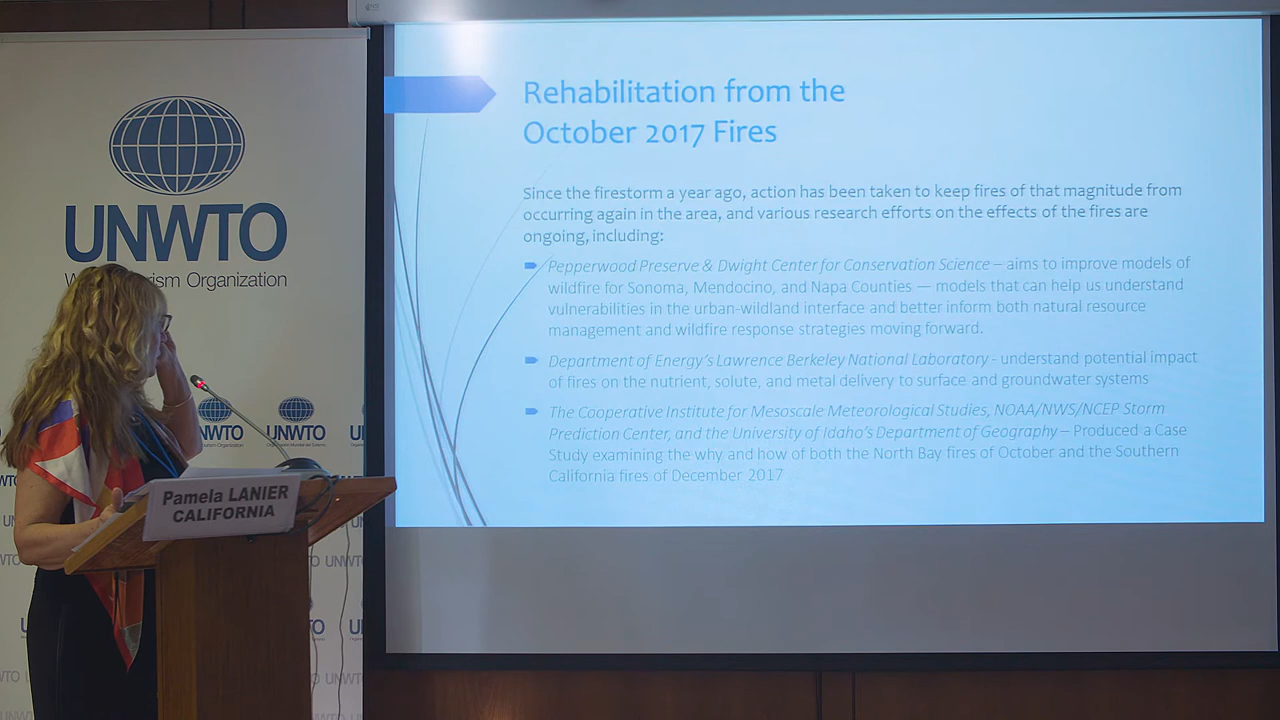 UNWTO
W rism Organization
UNWTO
UNWTO
Pamela LANIER
CALIFORNIA
Rehabilitation from the
October 2017 Fires
Since the firestorm a year ago, action has been taken to keep fires of that magnitude from
occurring again in the area, and various research efforts on the effects of the fires are
ongoing, including:
Pepperwood Preserve & Dwight Center for Conservation Science – aims to improve models of
wildfire for Sonoma, Mendocino, and Napa Counties — models that can help us understand
vulnerabilities in the urban-wildland interface and better inform both natural resource
management and wildfire response strategies moving forward.
Department of Energy's Lawrence Berkeley National Laboratory - understand potential impact
of fires on the nutrient, solute, and metal delivery to surface and groundwater systems
The Cooperative Institute for Mesoscale Meteorological Studies, NOAA/NWS/NCEP Storm
Prediction Center, and the University of Idaho's Department of Geography – Produced a Case
Study examining the why and how of both the North Bay fires of October and the Southern
California fires of December 2017